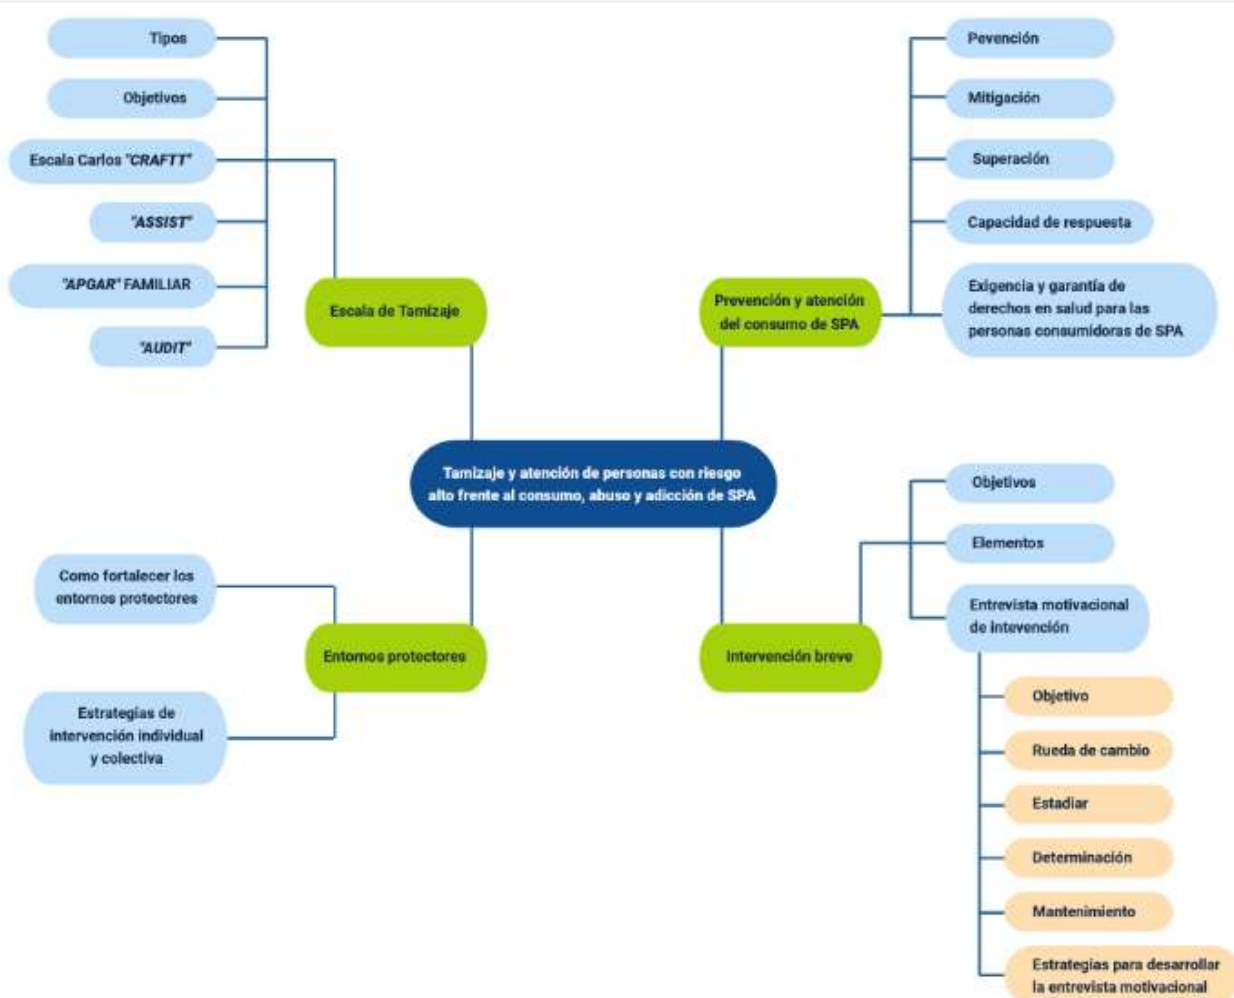 Tipos
Objetivos
Escala Carlos "CRAFTT"
"ASSIST"
"APGAR" FAMILIAR
"AUDIT"
Escala de Tamizaje
Pevención
Mitigación
Superación
Capacidad de respuesta
Exigencia y garantía de
derechos en salud para las
personas consumidoras de SPA
Prevención y atención
del consumo de SPA
Tamizaje y atención de personas con riesgo
alto frente al consumo, abuso y adicción de SPA
Como fortalecer los
entornos protectores
Entornos protectores
Estrategias de
intervención individual
y colectiva
Intervención breve
Objetivos
Elementos
Entrevista motivacional
de intevención
Objetivo
Rueda de cambio
Estadiar
Determinación
Mantenimiento
Estrategias para desarrollar
la entrevista motivacional